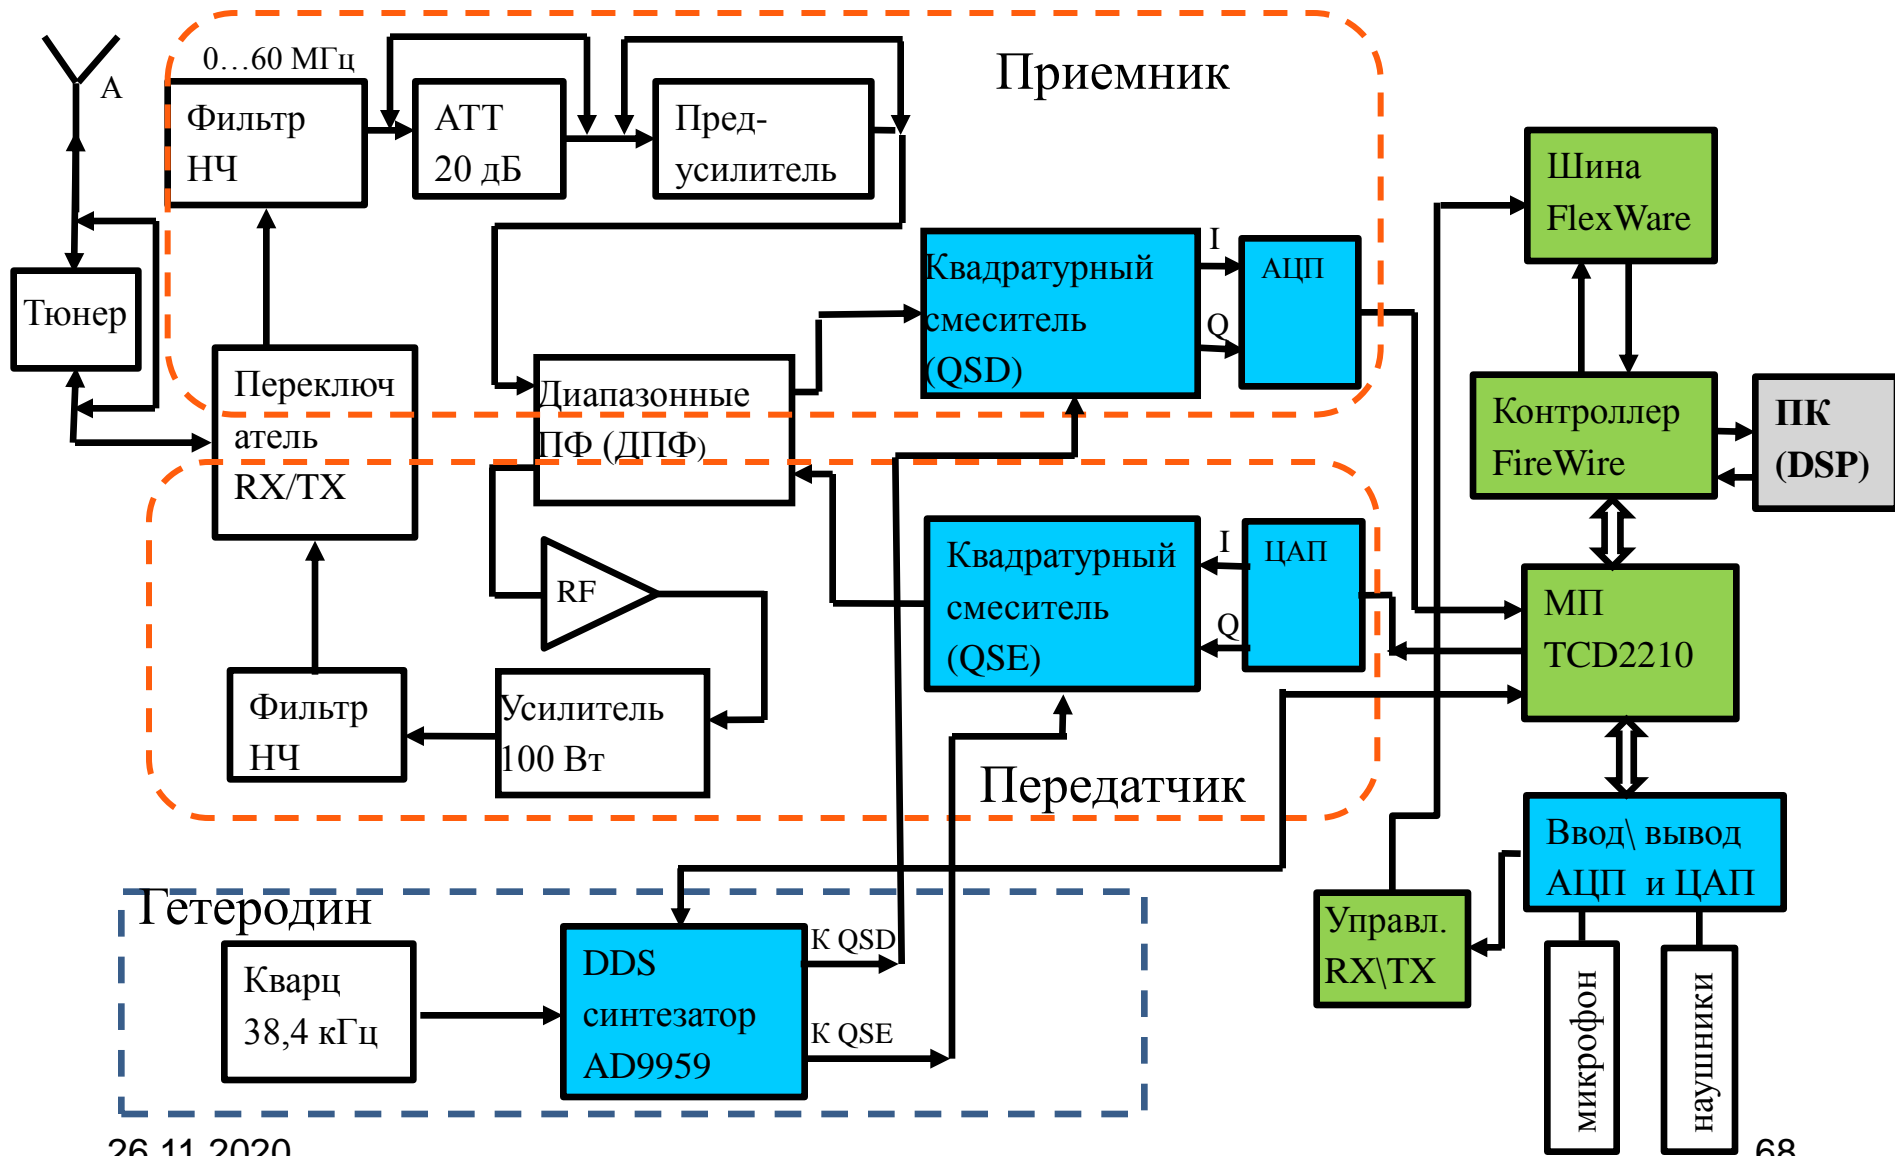 A
0…60 МГц
Фильтр
НЧ
АТТ
20 дБ
Пред-
усилитель
Приемник
Тюнер
Переключ
атель
RX/TX
Диапазонные
ПФ (ДПФ)
Квадратурный
смеситель
(QSD)
I
Q
АЦП
Шина
FlexWare
Контроллер
FireWire
ПК
(DSP)
RF
Квадратурный
смеситель
(QSE)
I
Q
ЦАП
МП
TCD2210
Фильтр
НЧ
Усилитель
100 Вт
Передатчик
Ввод\ вывод
АЦП и ЦАП
Управл.
RX\TX
микрофон
наушники
Гетеродин
Кварц
38,4 кГц
DDS
синтезатор
AD9959
К QSD
К QSE
26.11.2020
68